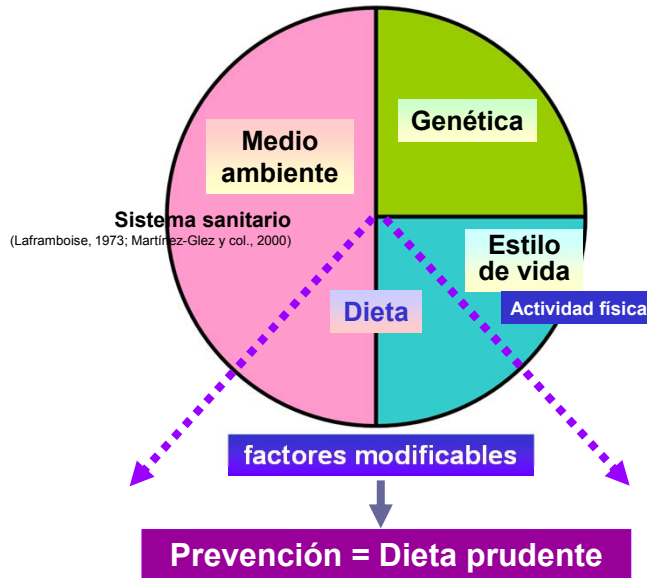 Genética
Medio
ambiente
Sistema sanitario
(Laframboise, 1973; Martínez-Glez y col., 2000)
Estilo
de vida
Actividad física
Dieta
factores modificables
Prevención = Dieta prudente